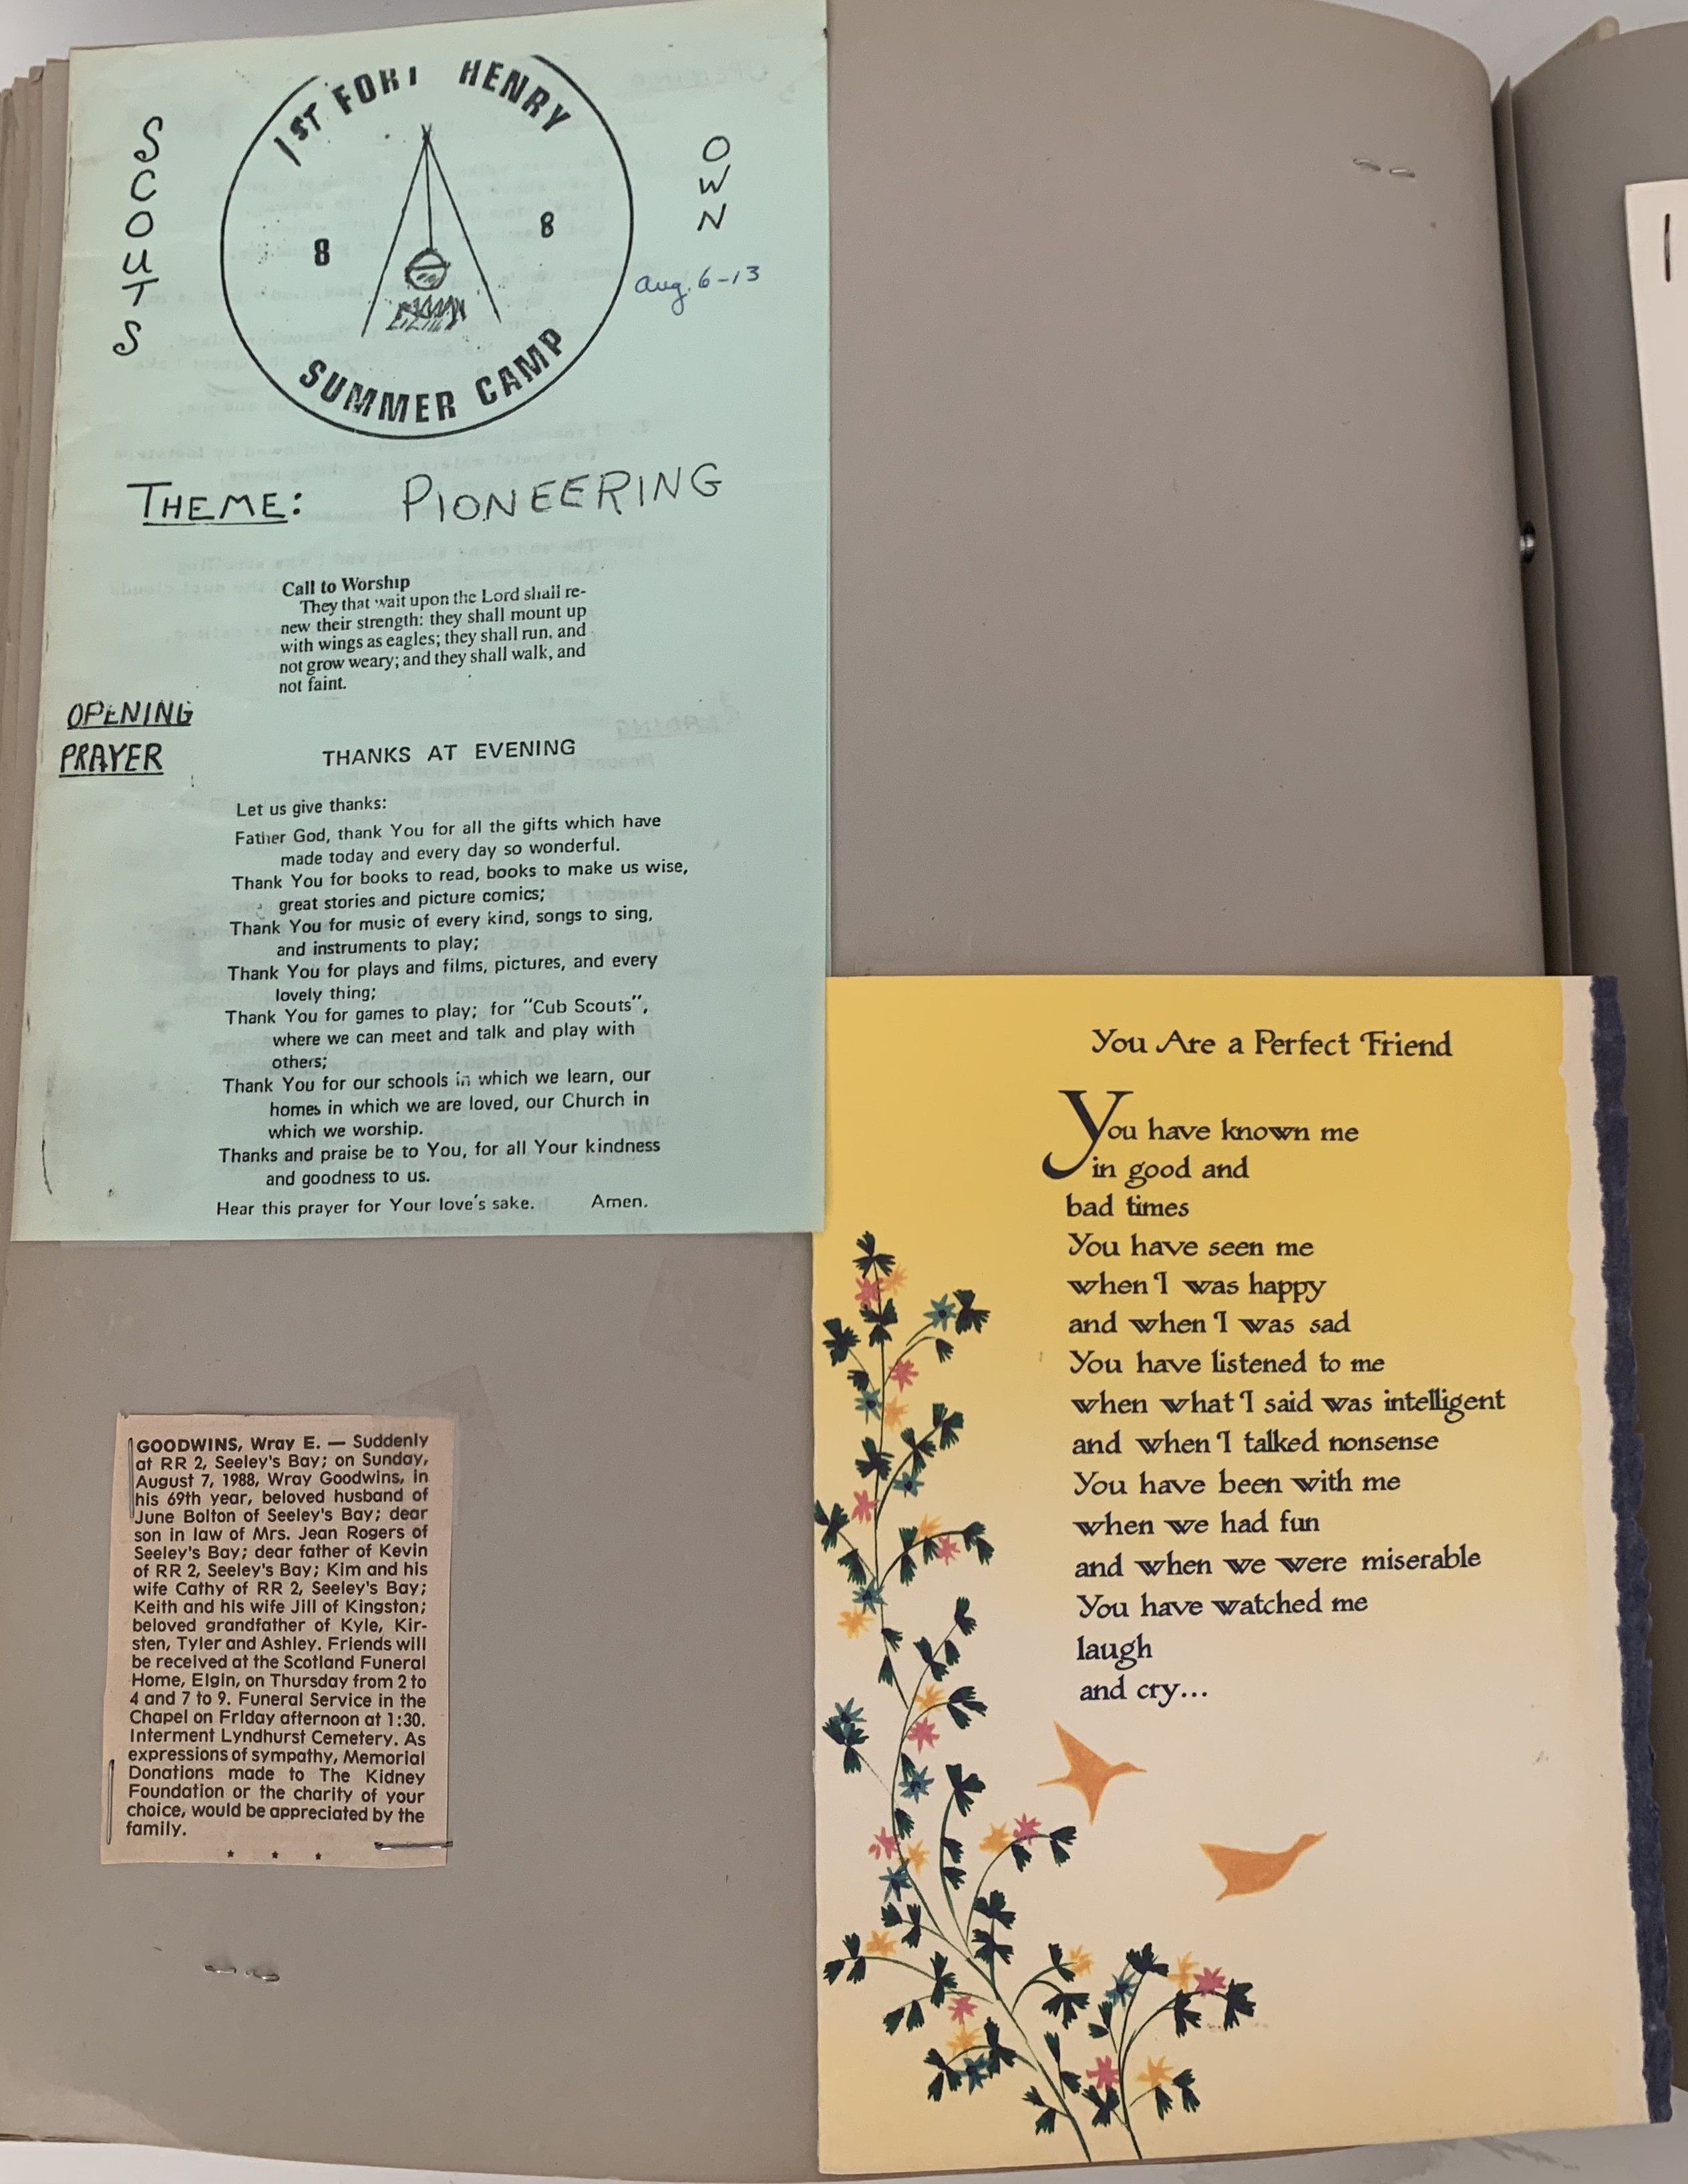 SCOUTS
1ST FORT HENRY
8 8
SUMMER CAMP
OWN
Aug. 6-13
THEME: PIONEERING
Call to Worship
They that wait upon the Lord shall re-
new their strength: they shall mount up
with wings as eagles; they shall run, and
not grow weary; and they shall walk, and
not faint.
OPENING
PRAYER
THANKS AT EVENING
Let us give thanks:
Father God, thank You for all the gifts which have
made today and every day so wonderful.
Thank You for books to read, books to make us wise,
great stories and picture comics;
Thank You for music of every kind, songs to sing,
and instruments to play;
Thank You for plays and films, pictures, and every
lovely thing;
Thank You for games to play; for "Cub Scouts",
where we can meet and talk and play with
others;
Thank You for our schools in which we learn, our
homes in which we are loved, our Church in
which we worship.
Thanks and praise be to You, for all Your kindness
and goodness to us.
Hear this prayer for Your love's sake. Amen.
GOODWINS, Wray E. — Suddenly
at RR 2, Seeley's Bay; on Sunday,
August 7, 1988, Wray Goodwins, in
his 69th year, beloved husband of
June Bolton of Seeley's Bay; dear
son in law of Mrs. Jean Rogers of
Seeley's Bay; dear father of Kevin
of RR 2, Seeley's Bay; Kim and his
wife Cathy of RR 2, Seeley's Bay;
Keith and his wife Jill of Kingston;
beloved grandfather of Kyle, Kir-
sten, Tyler and Ashley. Friends will
be received at the Scotland Funeral
Home, Elgin, on Thursday from 2 to
4 and 7 to 9. Funeral Service in the
Chapel on Friday afternoon at 1:30.
Interment Lyndhurst Cemetery. As
expressions of sympathy, Memorial
Donations made to The Kidney
Foundation or the charity of your
choice, would be appreciated by the
family.
* * *
You Are a Perfect Friend
You have known me
in good and
bad times
You have seen me
when I was happy
and when I was sad
You have listened to me
when what I said was intelligent
and when I talked nonsense
You have been with me
when we had fun
and when we were miserable
You have watched me
laugh
and cry...